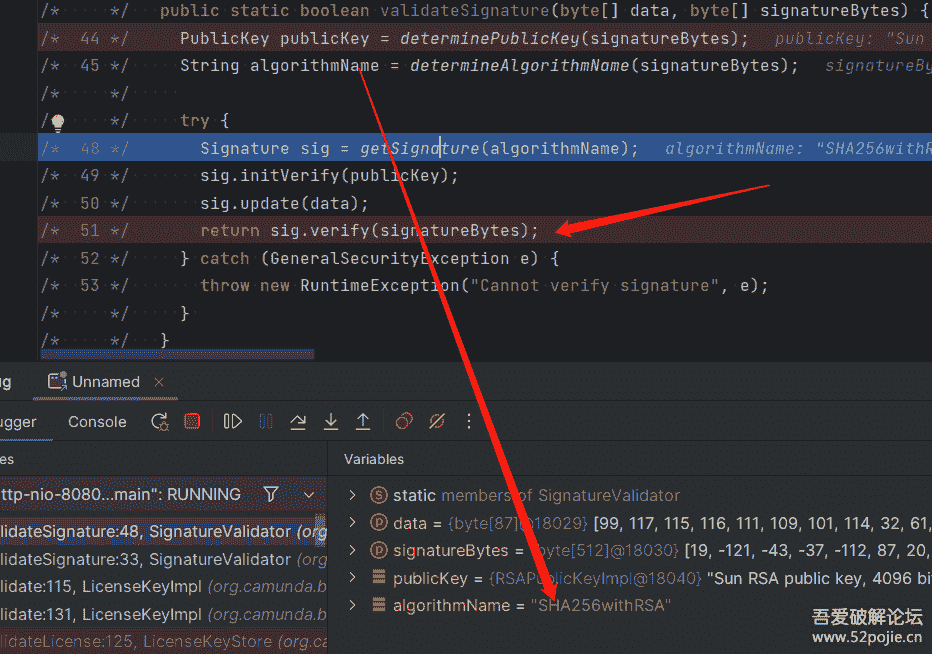 /* */ public static boolean validateSignature(byte[] data, byte[] signatureBytes) {
/* 44 */ PublicKey publicKey = determinePublicKey(signatureBytes); publicKey: "Sun
/* 45 */ String algorithmName = determineAlgorithmName(signatureBytes); signatureBy
/* */
/* */ try {
/* 48 */ Signature sig = getSignature(algorithmName); algorithmName: "SHA256withR
/* 49 */ sig.initVerify(publicKey);
/* 50 */ sig.update(data);
/* 51 */ return sig.verify(signatureBytes);
/* 52 */ } catch (GeneralSecurityException e) {
/* 53 */ throw new RuntimeException("Cannot verify signature", e);
/* */ }
/* */ }
ug Unnamed
ugger Console
es Variables
ttp-nio-8080...main": RUNNING
lidateSignature:48, SignatureValidator (org
lidateSignature:33, SignatureValidator (org
lidate:115, LicenseKeyImpl (org.camunda.b
lidate:131, LicenseKeyImpl (org.camunda.b
lidateLicense:125, LicenseKeyStore (org.ca
static members of SignatureValidator
data = {byte[87]@18029} [99, 117, 115, 116, 111, 109, 101, 114, 32, 61,
signatureBytes = {byte[512]@18030} [19, -121, -43, -37, -112, 87, 20,
publicKey = {RSAPublicKeyImpl@18040} "Sun RSA public key, 4096 bi
algorithmName = "SHA256withRSA"
吾爱破解论坛
www.52pojie.cn